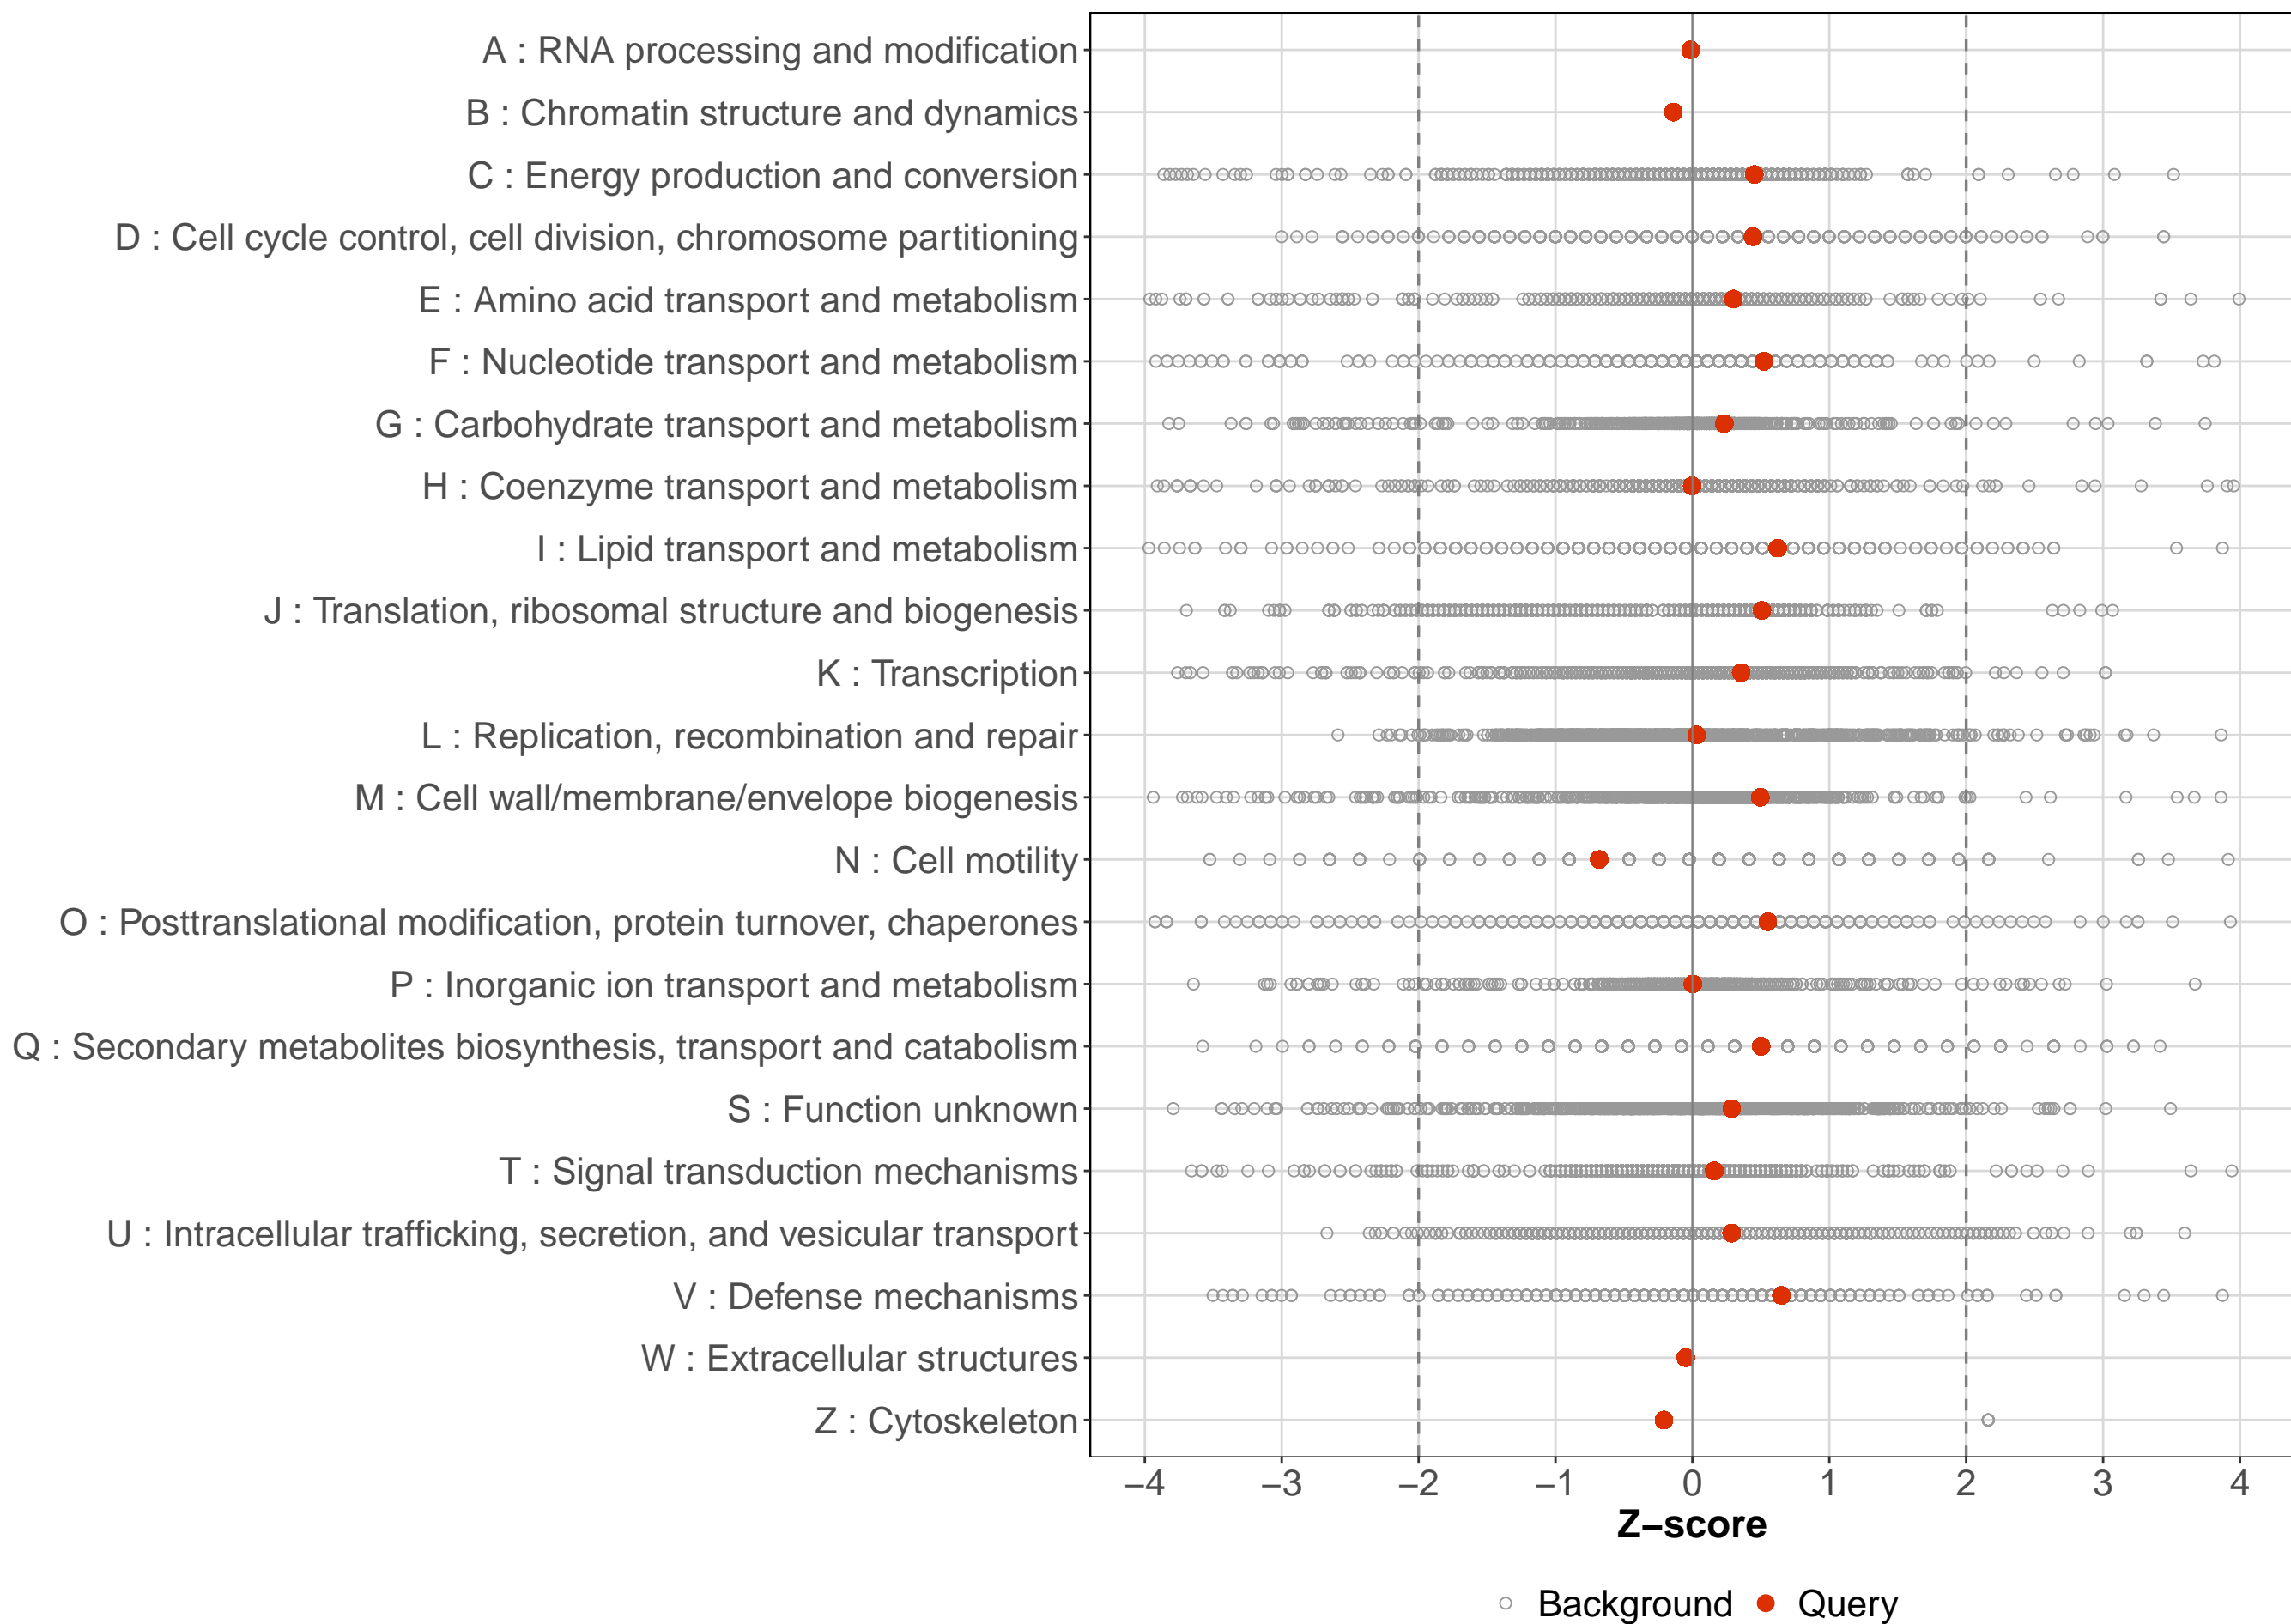 A : RNA processing and modification
B : Chromatin structure and dynamics
C : Energy production and conversion
D : Cell cycle control, cell division, chromosome partitioning
E : Amino acid transport and metabolism
F : Nucleotide transport and metabolism
G : Carbohydrate transport and metabolism
H : Coenzyme transport and metabolism
I : Lipid transport and metabolism
J : Translation, ribosomal structure and biogenesis
K : Transcription
L : Replication, recombination and repair
M : Cell wall/membrane/envelope biogenesis
N : Cell motility
O : Posttranslational modification, protein turnover, chaperones
P : Inorganic ion transport and metabolism
Q : Secondary metabolites biosynthesis, transport and catabolism
S : Function unknown
T : Signal transduction mechanisms
U : Intracellular trafficking, secretion, and vesicular transport
V : Defense mechanisms
W : Extracellular structures
Z : Cytoskeleton
−4 −3 −2 −1 0 1 2 3 4
Z−score
Background Query